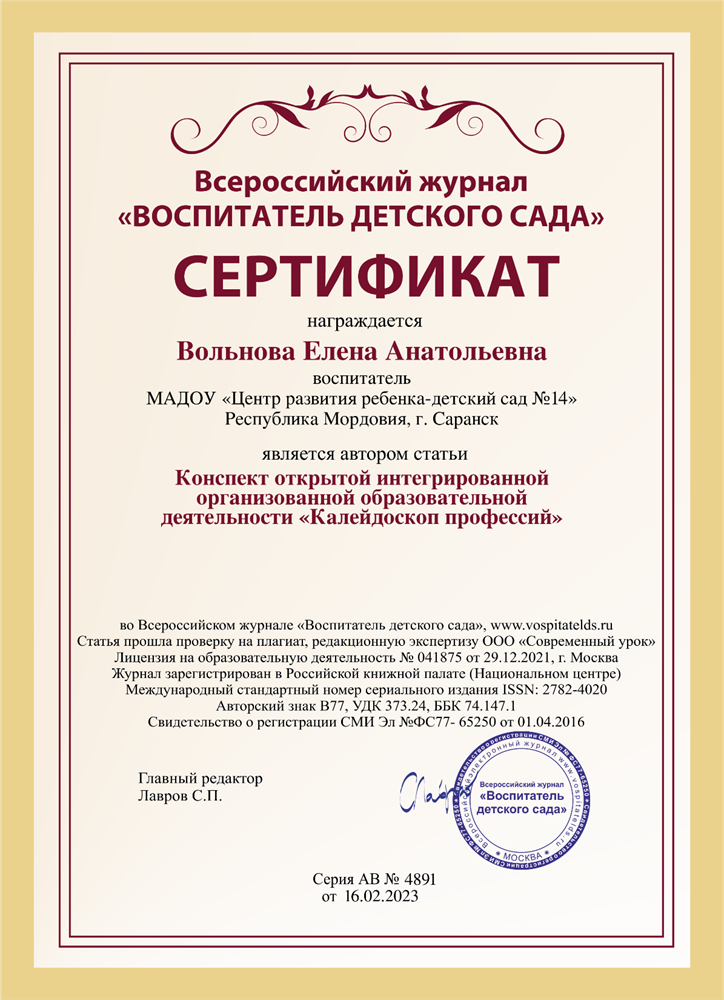 Всероссийский журнал
«ВОСПИТАТЕЛЬ ДЕТСКОГО САДА»
СЕРТИФИКАТ
награждается
Вольнова Елена Анатольевна
воспитатель
МАДОУ «Центр развития ребенка-детский сад №14»
Республика Мордовия, г. Саранск
является автором статьи
Конспект открытой интегрированной
организованной образовательной
деятельности «Калейдоскоп профессий»
во Всероссийском журнале «Воспитатель детского сада», www.vospitatelds.ru
Статья прошла проверку на плагиат, редакционную экспертизу ООО «Современный урок»
Лицензия на образовательную деятельность № 041875 от 29.12.2021, г. Москва
Журнал зарегистрирован в Российской книжной палате (Национальном центре)
Международный стандартный номер сериального издания ISSN: 2782-4020
Авторский знак В77, УДК 373.24, ББК 74.147.1
Свидетельство о регистрации СМИ Эл №ФС77- 65250 от 01.04.2016
Главный редактор
Лавров С.П.
Всероссийский журнал
«Воспитатель
детского сада»
Всероссийский электронный журнал www.vospitatelds.ru
* МОСКВА *
Серия АВ № 4891
от 16.02.2023